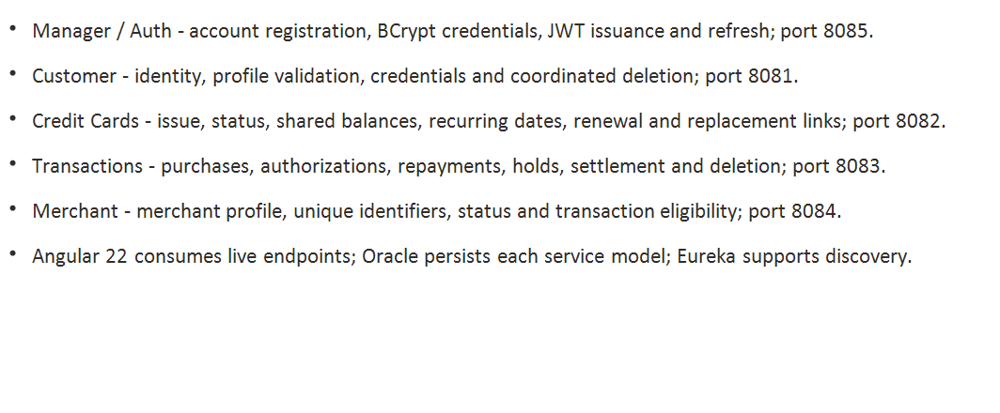 • Manager / Auth - account registration, BCrypt credentials, JWT issuance and refresh; port 8085.
• Customer - identity, profile validation, credentials and coordinated deletion; port 8081.
• Credit Cards - issue, status, shared balances, recurring dates, renewal and replacement links; port 8082.
• Transactions - purchases, authorizations, repayments, holds, settlement and deletion; port 8083.
• Merchant - merchant profile, unique identifiers, status and transaction eligibility; port 8084.
• Angular 22 consumes live endpoints; Oracle persists each service model; Eureka supports discovery.